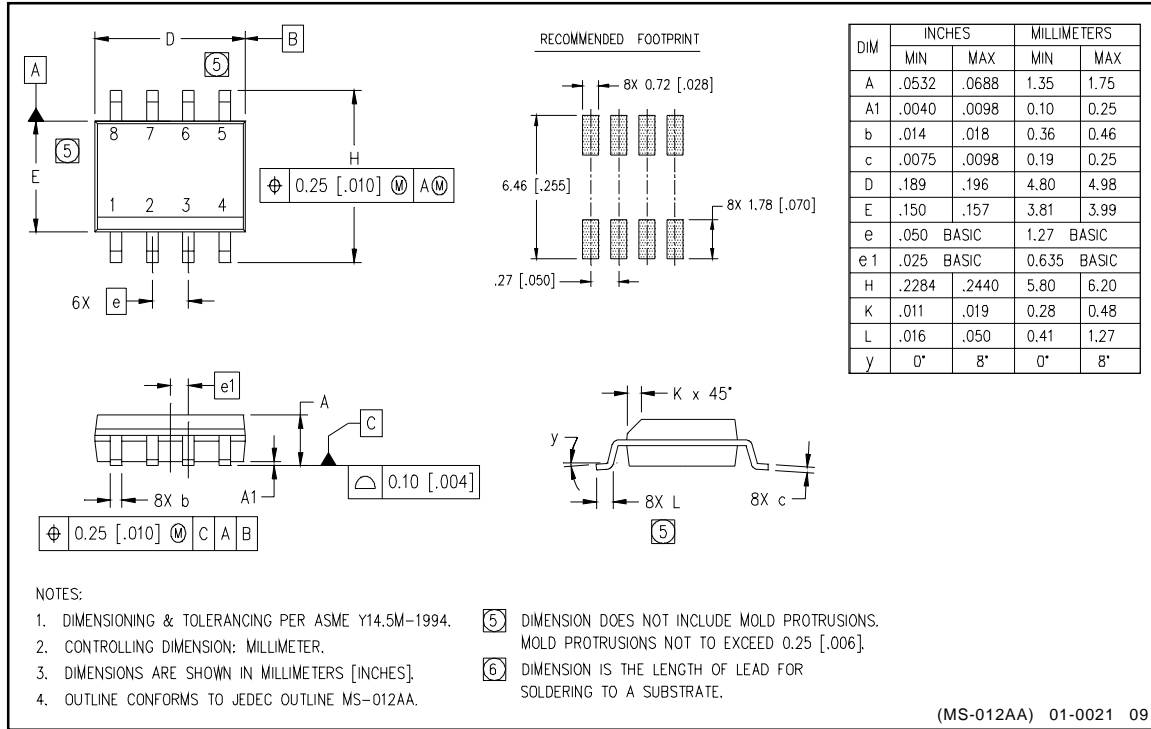 D
B
5
A
8 7 6 5
5
E
H
⌖ 0.25 [.010] Ⓜ AⓂ
1 2 3 4
6X e
RECOMMENDED FOOTPRINT
8X 0.72 [.028]
6.46 [.255]
8X 1.78 [.070]
.27 [.050]
DIM INCHES MILLIMETERS
MIN MAX MIN MAX
A .0532 .0688 1.35 1.75
A1 .0040 .0098 0.10 0.25
b .014 .018 0.36 0.46
c .0075 .0098 0.19 0.25
D .189 .196 4.80 4.98
E .150 .157 3.81 3.99
e .050 BASIC 1.27 BASIC
e1 .025 BASIC 0.635 BASIC
H .2284 .2440 5.80 6.20
K .011 .019 0.28 0.48
L .016 .050 0.41 1.27
y 0° 8° 0° 8°
e1
A
C
⌓ 0.10 [.004]
8X b
A1
⌖ 0.25 [.010] Ⓜ C A B
K x 45°
y
8X L
8X c
5
NOTES:
1. DIMENSIONING & TOLERANCING PER ASME Y14.5M-1994.
2. CONTROLLING DIMENSION: MILLIMETER.
3. DIMENSIONS ARE SHOWN IN MILLIMETERS [INCHES].
4. OUTLINE CONFORMS TO JEDEC OUTLINE MS-012AA.
5 DIMENSION DOES NOT INCLUDE MOLD PROTRUSIONS.
MOLD PROTRUSIONS NOT TO EXCEED 0.25 [.006].
6 DIMENSION IS THE LENGTH OF LEAD FOR
SOLDERING TO A SUBSTRATE.
(MS-012AA) 01-0021 09